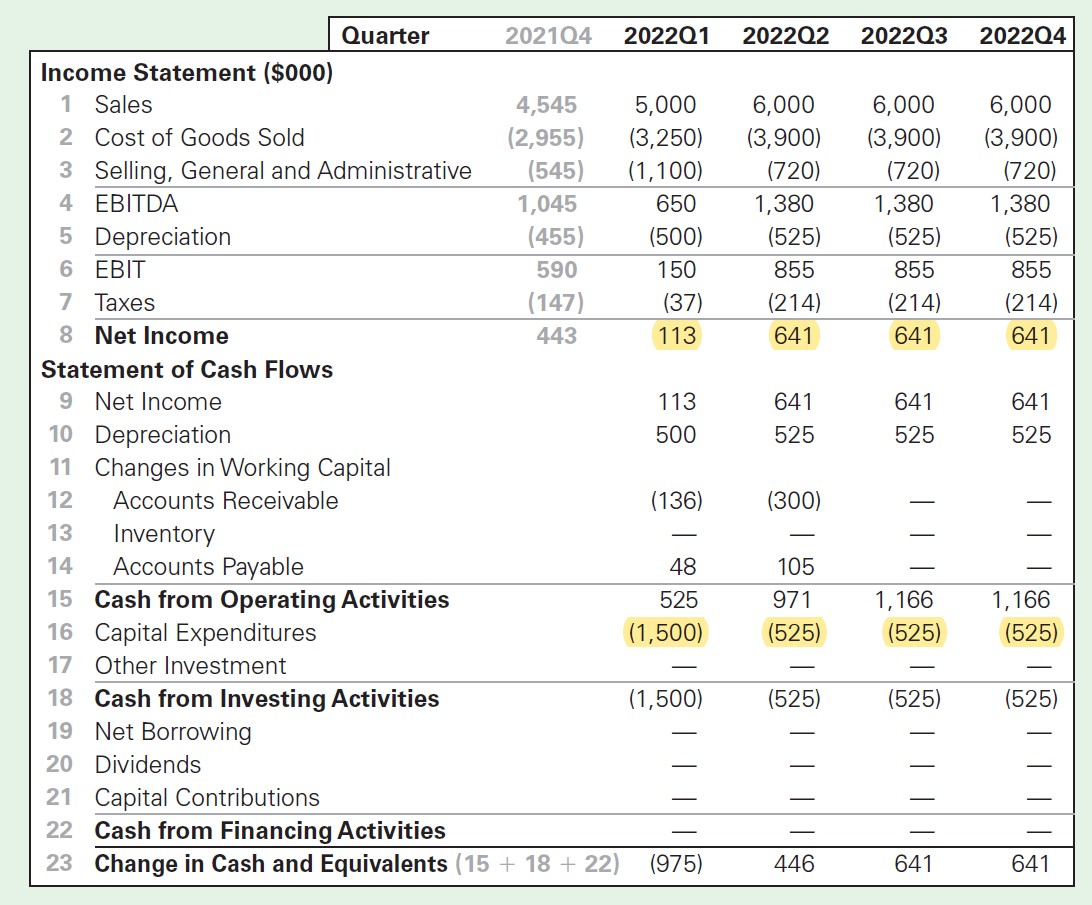 Quarter 2021Q4 2022Q1 2022Q2 2022Q3 2022Q4
Income Statement ($000)
1 Sales 4,545 5,000 6,000 6,000 6,000
2 Cost of Goods Sold (2,955) (3,250) (3,900) (3,900) (3,900)
3 Selling, General and Administrative (545) (1,100) (720) (720) (720)
4 EBITDA 1,045 650 1,380 1,380 1,380
5 Depreciation (455) (500) (525) (525) (525)
6 EBIT 590 150 855 855 855
7 Taxes (147) (37) (214) (214) (214)
8 Net Income 443 113 641 641 641
Statement of Cash Flows
9 Net Income 113 641 641 641
10 Depreciation 500 525 525 525
11 Changes in Working Capital
12 Accounts Receivable (136) (300) — —
13 Inventory — — — —
14 Accounts Payable 48 105 — —
15 Cash from Operating Activities 525 971 1,166 1,166
16 Capital Expenditures (1,500) (525) (525) (525)
17 Other Investment — — — —
18 Cash from Investing Activities (1,500) (525) (525) (525)
19 Net Borrowing — — — —
20 Dividends — — — —
21 Capital Contributions — — — —
22 Cash from Financing Activities — — — —
23 Change in Cash and Equivalents (15 + 18 + 22) (975) 446 641 641